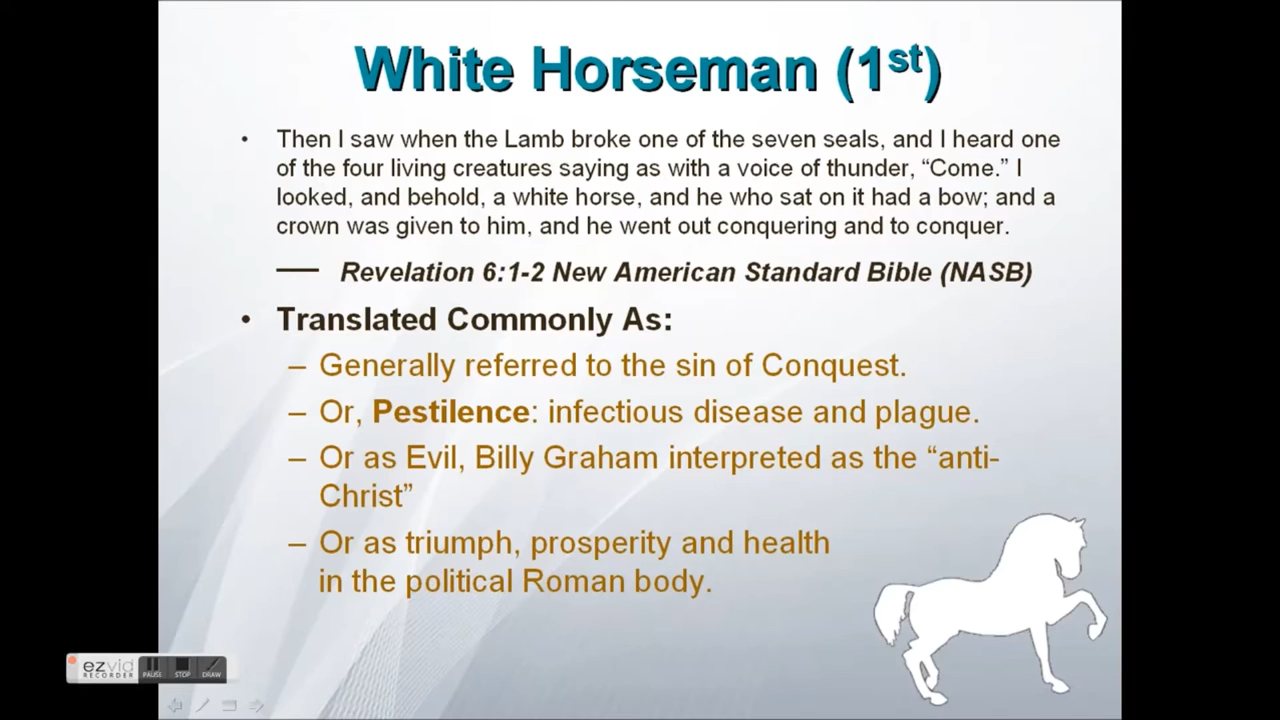 White Horseman (1st)
• Then I saw when the Lamb broke one of the seven seals, and I heard one
of the four living creatures saying as with a voice of thunder, “Come.” I
looked, and behold, a white horse, and he who sat on it had a bow; and a
crown was given to him, and he went out conquering and to conquer.
— Revelation 6:1-2 New American Standard Bible (NASB)
• Translated Commonly As:
– Generally referred to the sin of Conquest.
– Or, Pestilence: infectious disease and plague.
– Or as Evil, Billy Graham interpreted as the “anti-
Christ”
– Or as triumph, prosperity and health
in the political Roman body.
ezvid
RECORDER
PAUSE STOP DRAW